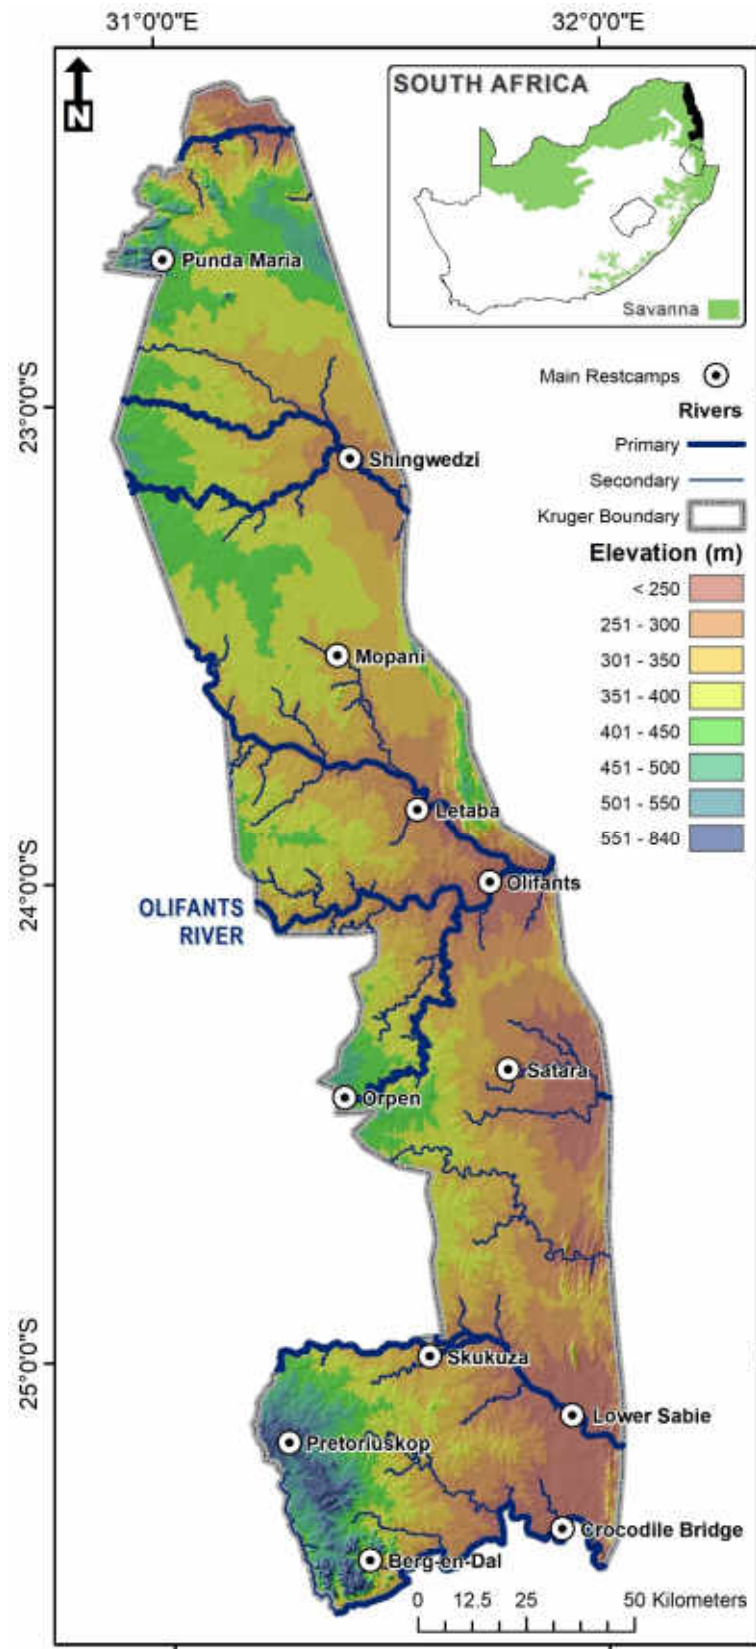 31°0'0"E
32°0'0"E
N
SOUTH AFRICA
Savanna
Punda Maria
23°0'0"S
Main Restcamps
Rivers
Primary
Secondary
Kruger Boundary
Shingwedzi
Elevation (m)
< 250
251 - 300
301 - 350
351 - 400
401 - 450
451 - 500
501 - 550
551 - 840
Mopani
Letaba
24°0'0"S
Olifants
OLIFANTS
RIVER
Satara
Orpen
25°0'0"S
Skukuza
Lower Sabie
Pretoriuskop
Crocodile Bridge
Berg-en-Dal
0 12.5 25 50 Kilometers